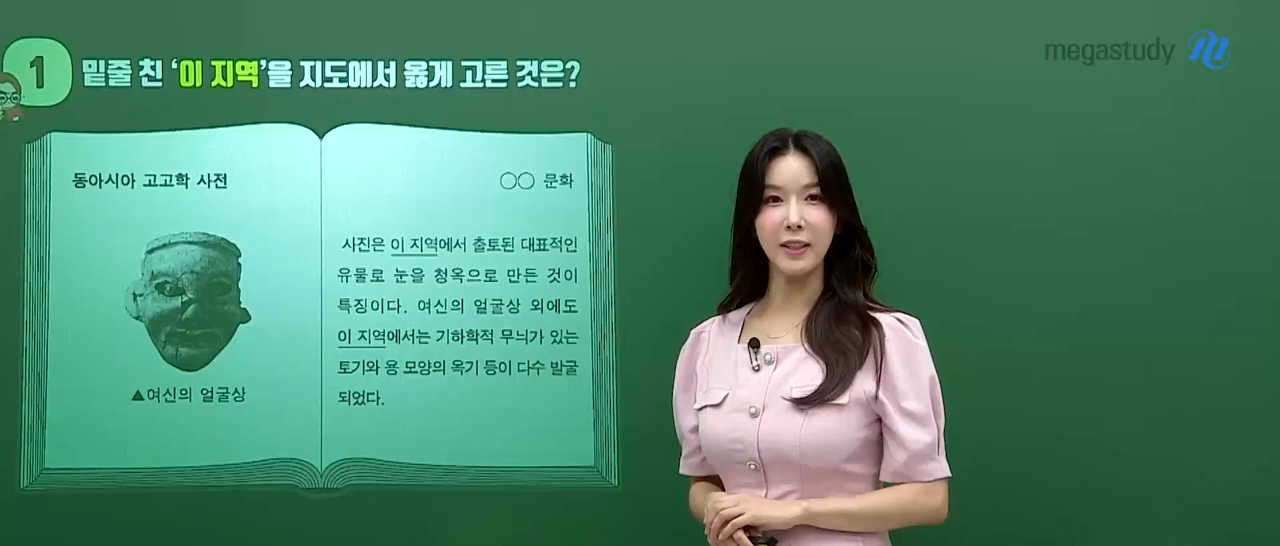 megastudy
1 밑줄 친 '이 지역'을 지도에서 옳게 고른 것은?
동아시아 고고학 사전
▲여신의 얼굴상
○○ 문화
사진은 이 지역에서 출토된 대표적인
유물로 눈을 청옥으로 만든 것이
특징이다. 여신의 얼굴상 외에도
이 지역에서는 기하학적 무늬가 있는
토기와 용 모양의 옥기 등이 다수 발굴
되었다.